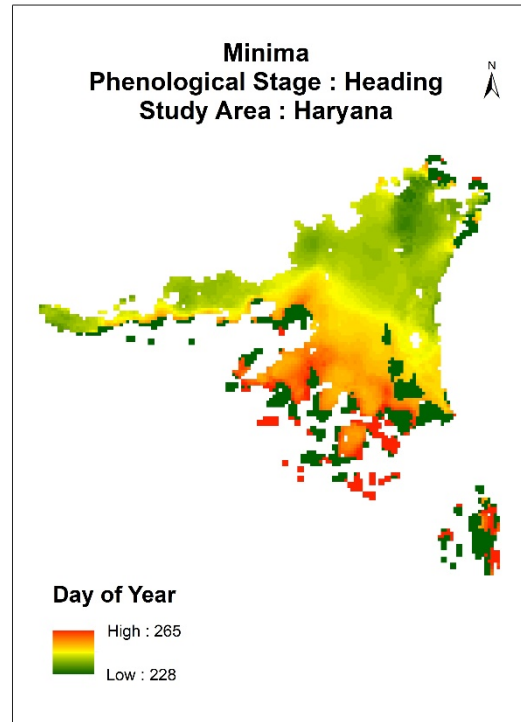 Minima
Phenological Stage : Heading
Study Area : Haryana
N
Day of Year
High : 265
Low : 228